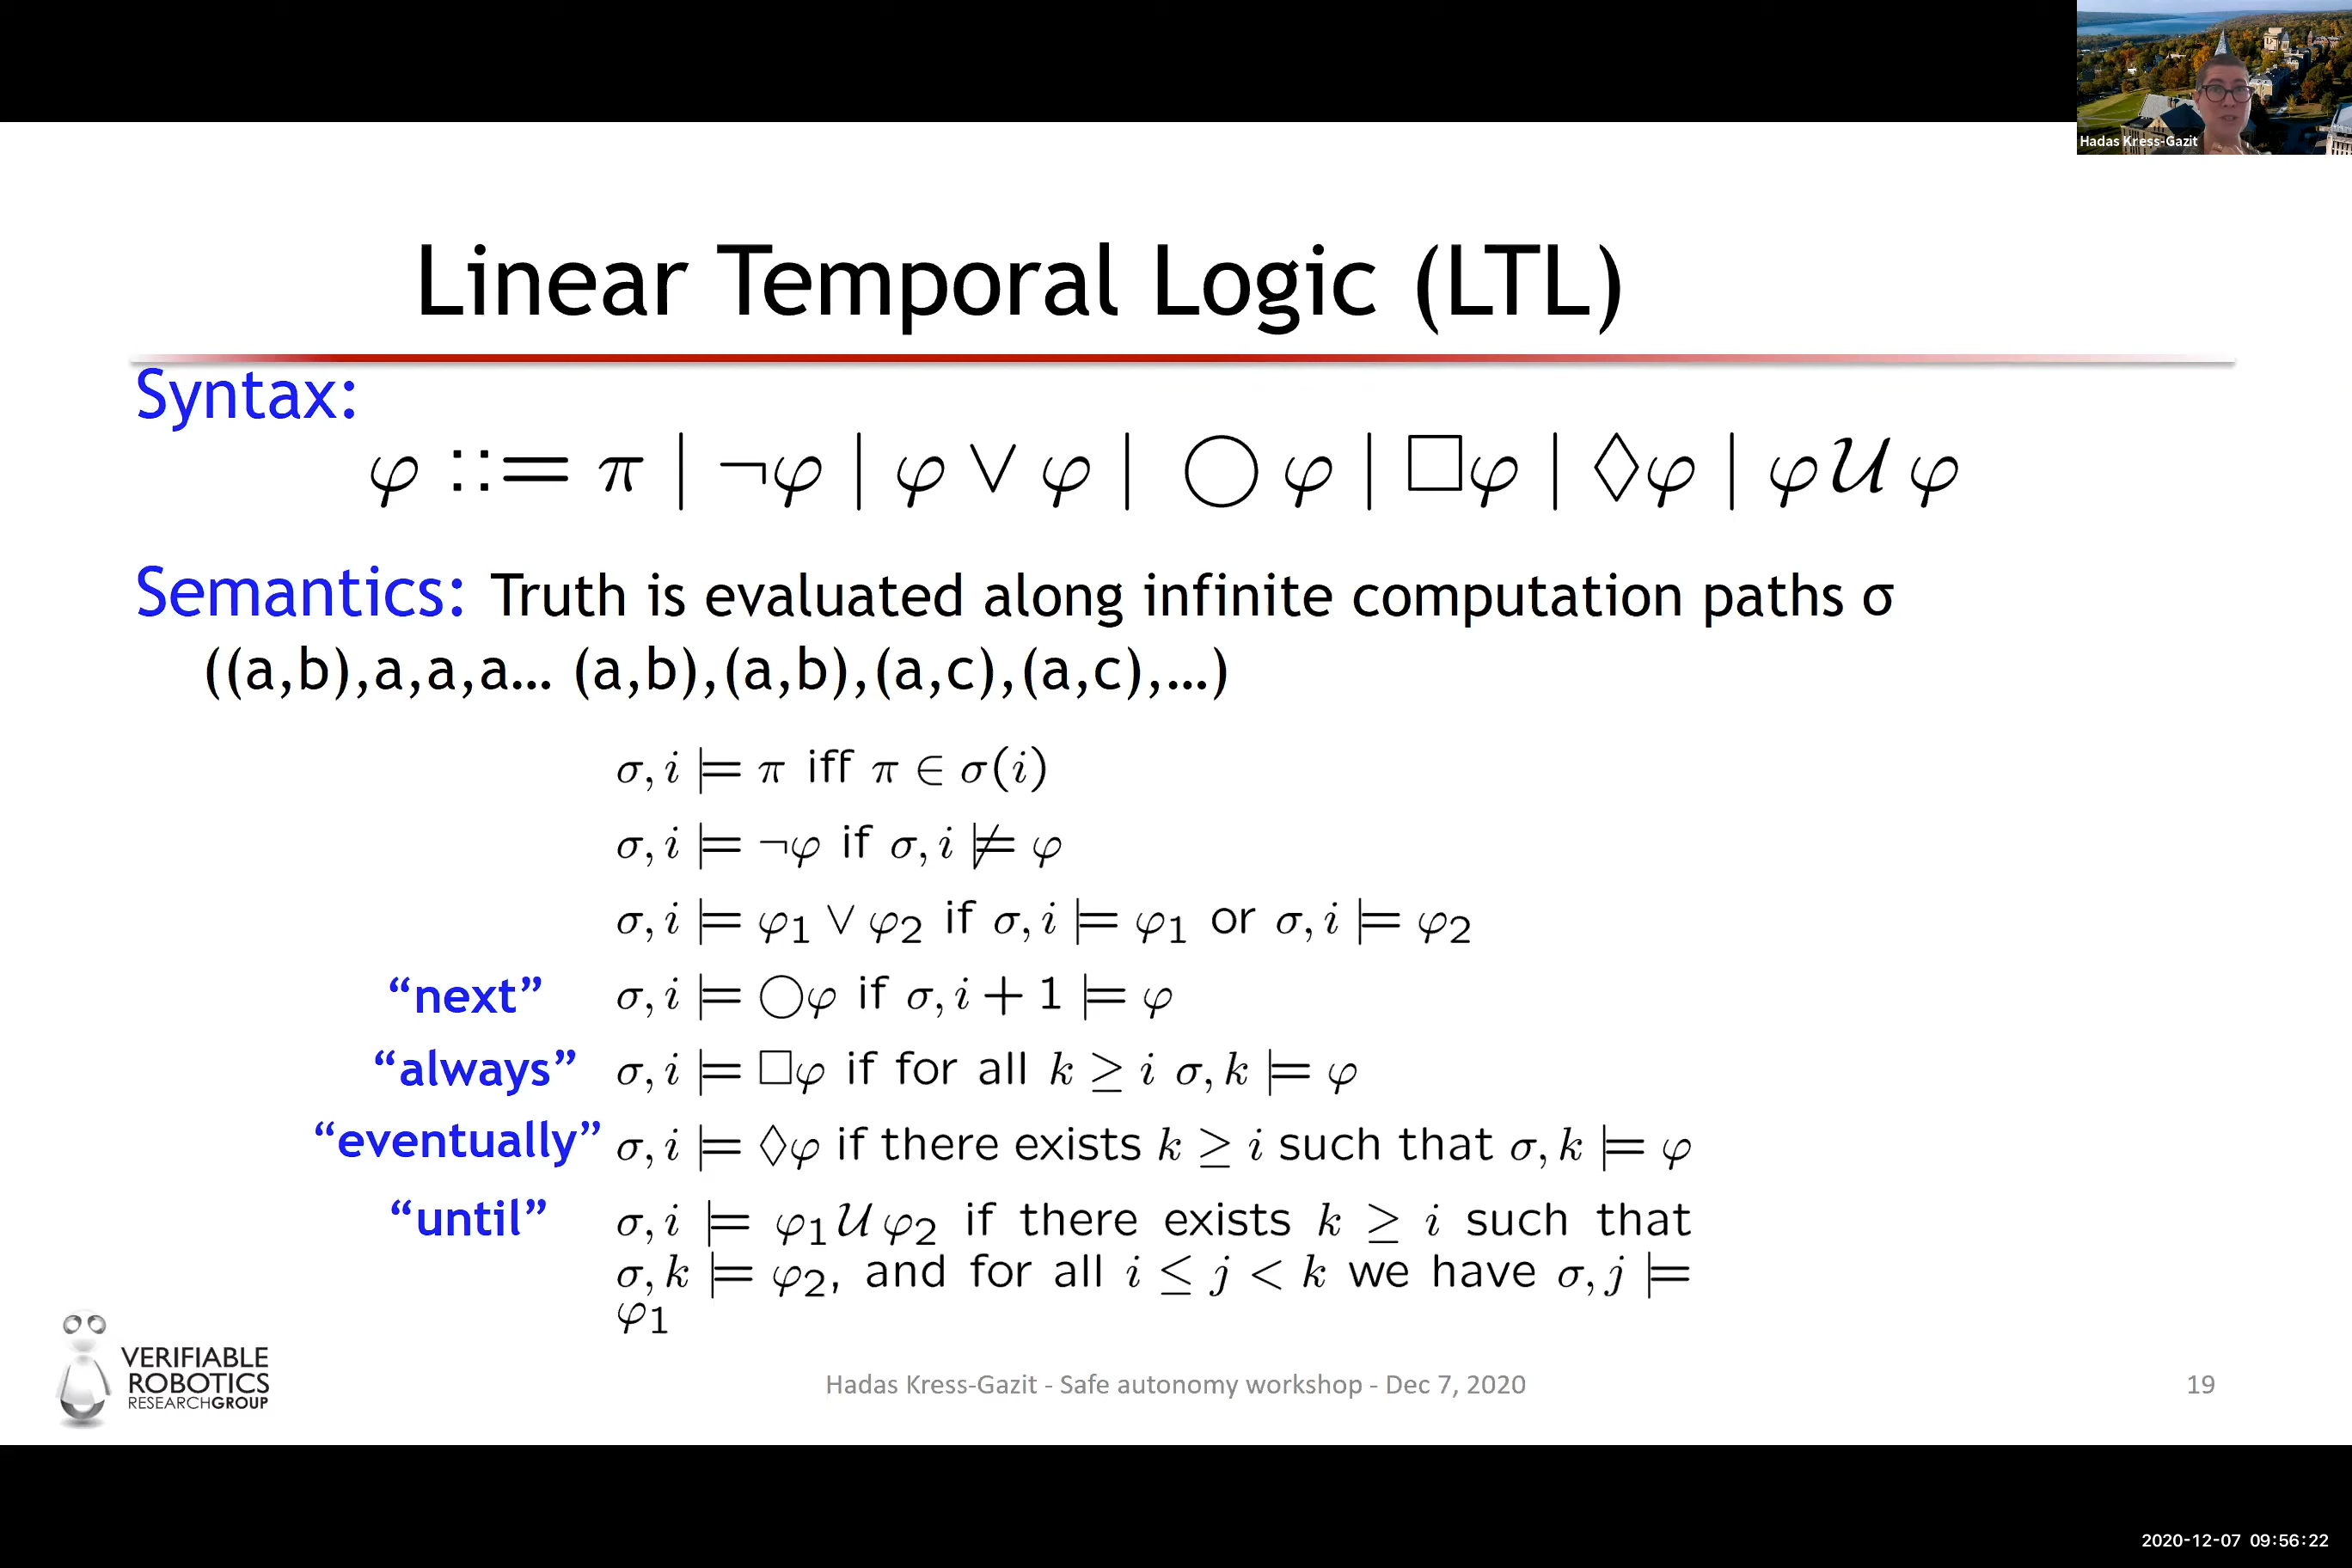 Hadas Kress-Gazit
Linear Temporal Logic (LTL)
Syntax:
φ ::= π | ¬φ | φ ∨ φ | ◯ φ | □φ | ◇φ | φ 𝒰 φ
Semantics: Truth is evaluated along infinite computation paths σ
((a,b),a,a,a… (a,b),(a,b),(a,c),(a,c),…)
σ, i ⊨ π iff π ∈ σ(i)
σ, i ⊨ ¬φ if σ, i ⊭ φ
σ, i ⊨ φ₁ ∨ φ₂ if σ, i ⊨ φ₁ or σ, i ⊨ φ₂
“next” σ, i ⊨ ◯φ if σ, i + 1 ⊨ φ
“always” σ, i ⊨ □φ if for all k ≥ i σ, k ⊨ φ
“eventually” σ, i ⊨ ◇φ if there exists k ≥ i such that σ, k ⊨ φ
“until” σ, i ⊨ φ₁ 𝒰 φ₂ if there exists k ≥ i such that
σ, k ⊨ φ₂, and for all i ≤ j < k we have σ, j ⊨
φ₁
VERIFIABLE
ROBOTICS
RESEARCHGROUP
Hadas Kress-Gazit - Safe autonomy workshop - Dec 7, 2020
19
2020-12-07 09:56:22